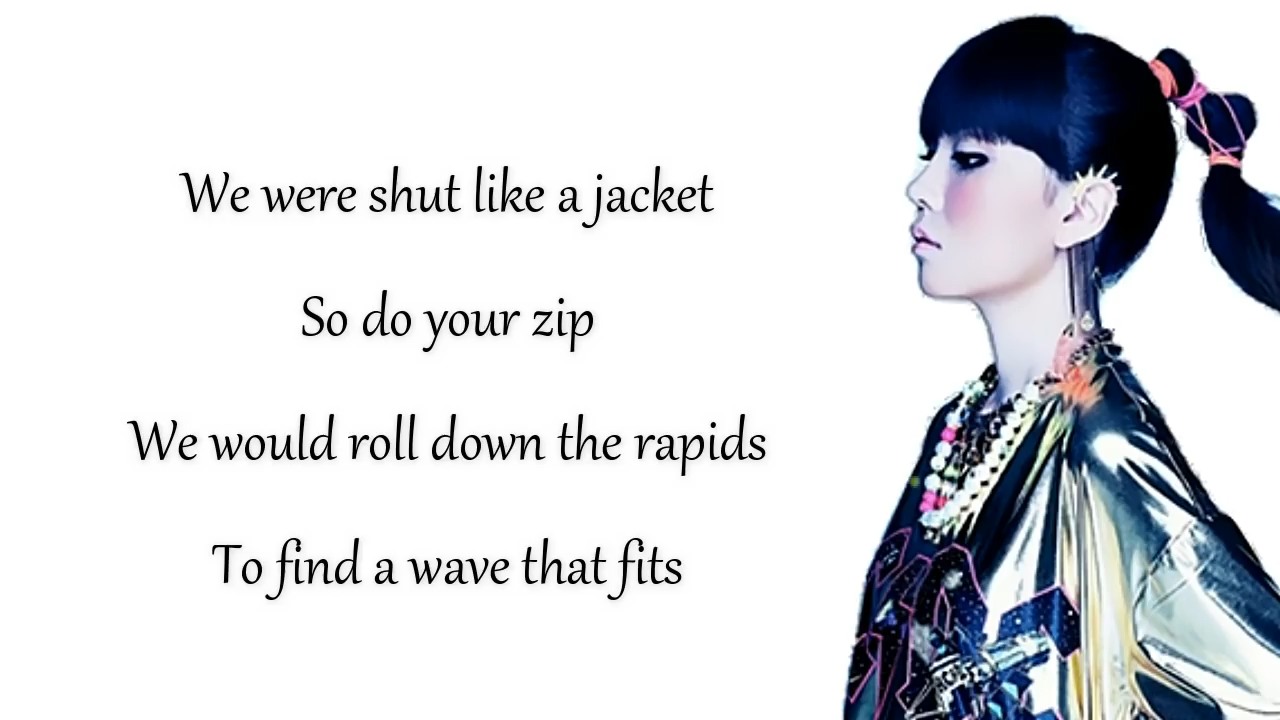 We were shut like a jacket
So do your zip
We would roll down the rapids
To find a wave that fits